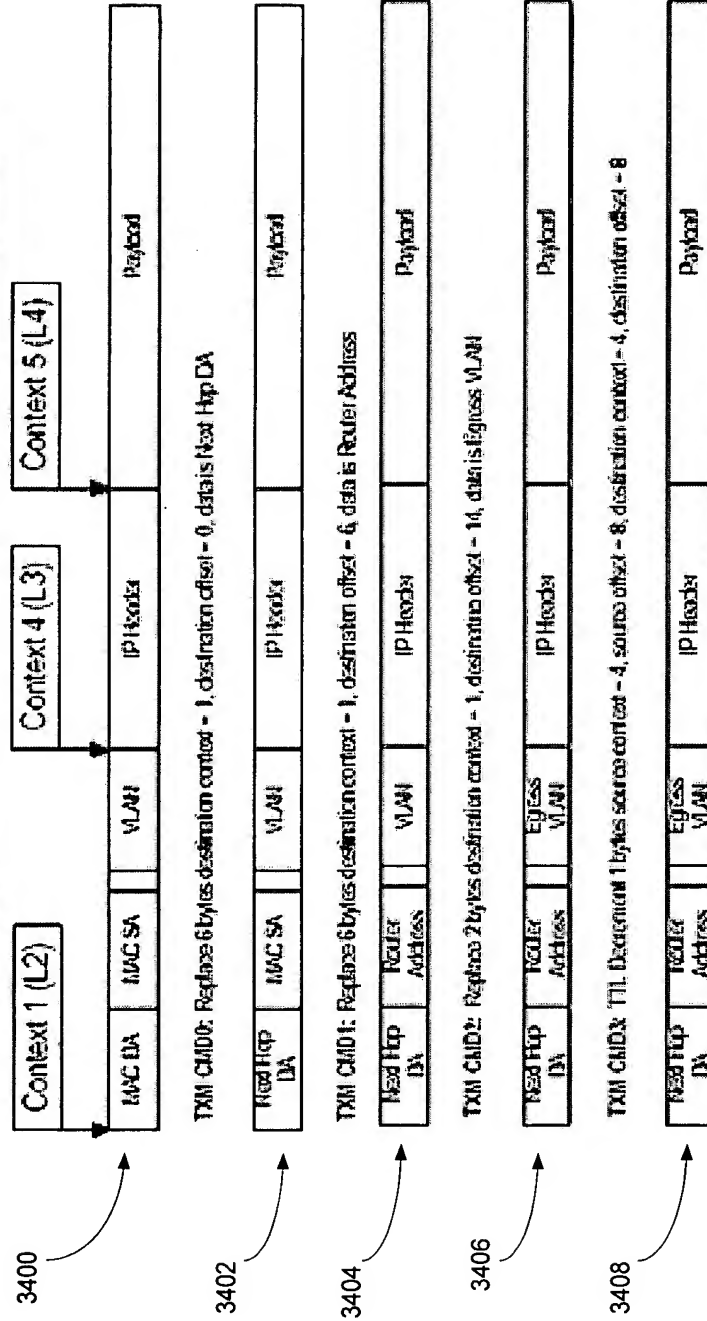 Context 1 (L2)
Context 4 (L3)
Context 5 (L4)
3400
MAC DA
MAC SA
VLAN
IP Header
Payload
TXM CMD0: Replace 6 bytes destination context = 1, destination offset = 0, data is Next Hop DA
3402
Next Hop
DA
MAC SA
VLAN
IP Header
Payload
TXM CMD1: Replace 6 bytes destination context = 1, destination offset = 6, data is Router Address
3404
Next Hop
DA
Router
Address
VLAN
IP Header
Payload
TXM CMD2: Replace 2 bytes destination context = 1, destination offset = 14, data is Egress VLAN
3406
Next Hop
DA
Router
Address
Egress
VLAN
IP Header
Payload
TXM CMD3: TTL Decrement 1 bytes source context = 4, source offset = 8, destination context = 4, destination offset = 8
3408
Next Hop
DA
Router
Address
Egress
VLAN
IP Header
Payload